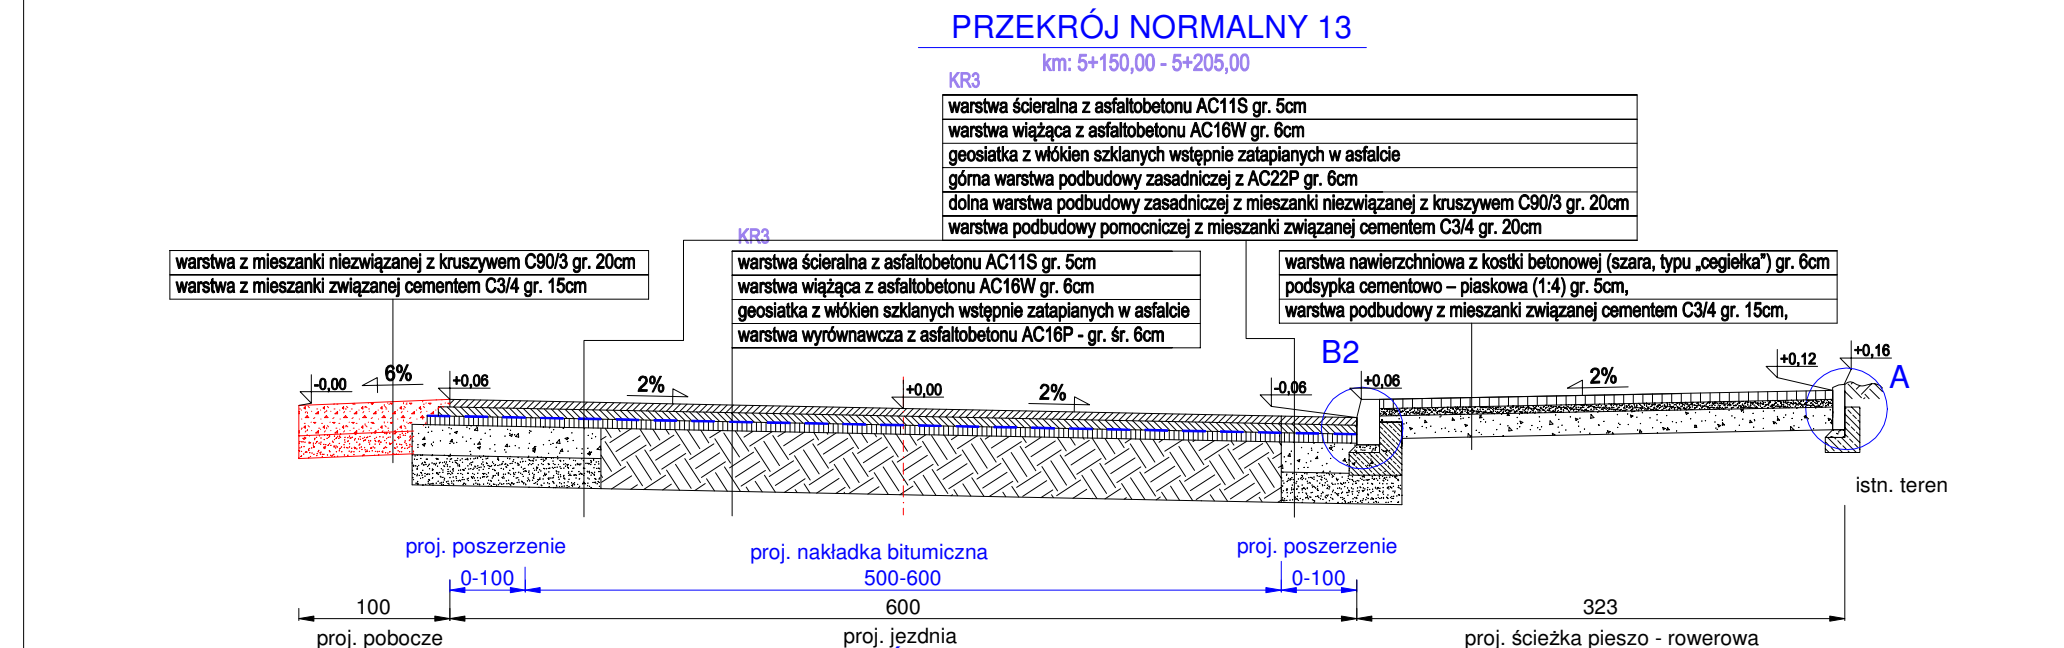 PRZEKRÓJ NORMALNY 13
km: 5+150,00 - 5+205,00
KR3
warstwa ścieralna z asfaltobetonu AC11S gr. 5cm
warstwa wiążąca z asfaltobetonu AC16W gr. 6cm
geosiatka z włókien szklanych wstępnie zatapianych w asfalcie
górna warstwa podbudowy zasadniczej z AC22P gr. 6cm
dolna warstwa podbudowy zasadniczej z mieszanki niezwiązanej z kruszywem C90/3 gr. 20cm
warstwa podbudowy pomocniczej z mieszanki związanej cementem C3/4 gr. 20cm
warstwa z mieszanki niezwiązanej z kruszywem C90/3 gr. 20cm
warstwa z mieszanki związanej cementem C3/4 gr. 15cm
KR3
warstwa ścieralna z asfaltobetonu AC11S gr. 5cm
warstwa wiążąca z asfaltobetonu AC16W gr. 6cm
geosiatka z włókien szklanych wstępnie zatapianych w asfalcie
warstwa wyrównawcza z asfaltobetonu AC16P - gr. śr. 6cm
warstwa nawierzchniowa z kostki betonowej (szara, typu „cegiełka”) gr. 6cm
podsypka cementowo – piaskowa (1:4) gr. 5cm,
warstwa podbudowy z mieszanki związanej cementem C3/4 gr. 15cm,
-0,00 6% +0,06 2% +0,00 2% -0,06 B2 +0,06 2% +0,12 +0,16 A
istn. teren
proj. poszerzenie proj. nakładka bitumiczna proj. poszerzenie
0-100 500-600 0-100
100 600 323
proj. pobocze proj. jezdnia proj. ścieżka pieszo - rowerowa